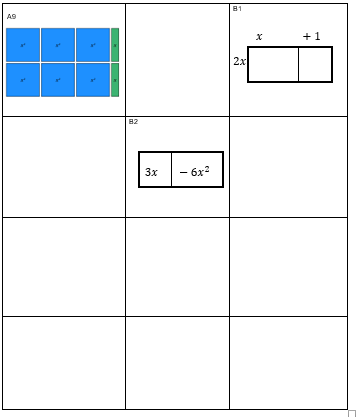 A9
x² x² x² x
x² x² x² x
B1
x + 1
2x
B2
3x − 6x²